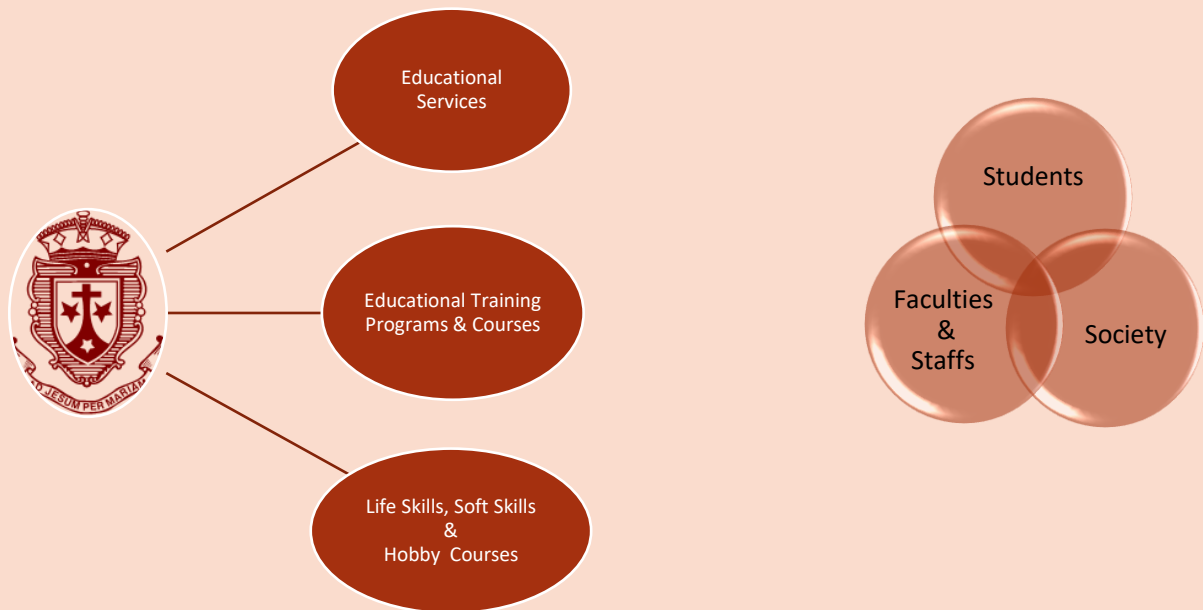 Educational
Services
Educational Training
Programs & Courses
Life Skills, Soft Skills
&
Hobby Courses
AD JESUM PER MARIAM
Students
Faculties
&
Staffs
Society